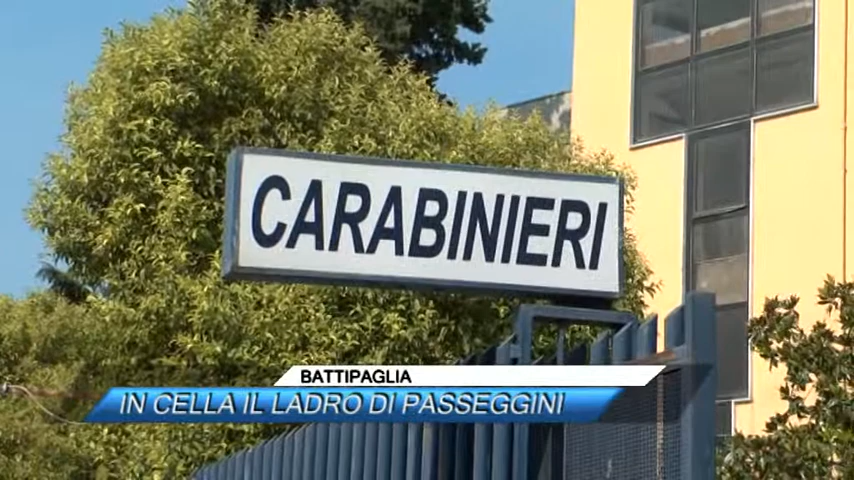 CARABINIERI
BATTIPAGLIA
IN CELLA IL LADRO DI PASSEGGINI